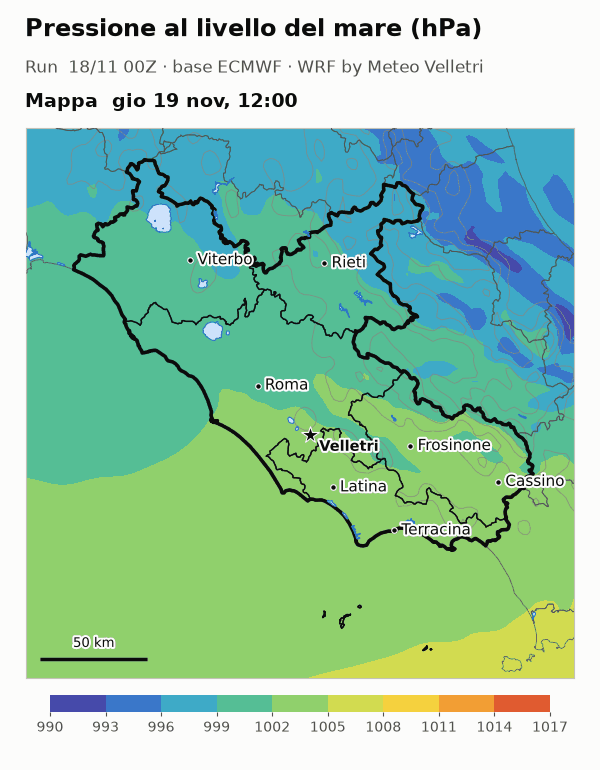 Pressione al livello del mare (hPa)
Run 18/11 00Z · base ECMWF · WRF by Meteo Velletri
Mappa gio 19 nov, 12:00
Viterbo
Rieti
Roma
Velletri
Frosinone
Cassino
Latina
Terracina
50 km
990 993 996 999 1002 1005 1008 1011 1014 1017